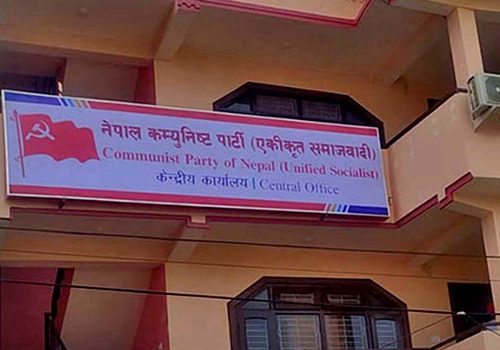 नेपाल कम्युनिष्ट पार्टी (एकीकृत समाजवादी)
Communist Party of Nepal (Unified Socialist)
केन्द्रीय कार्यालय | Central Office